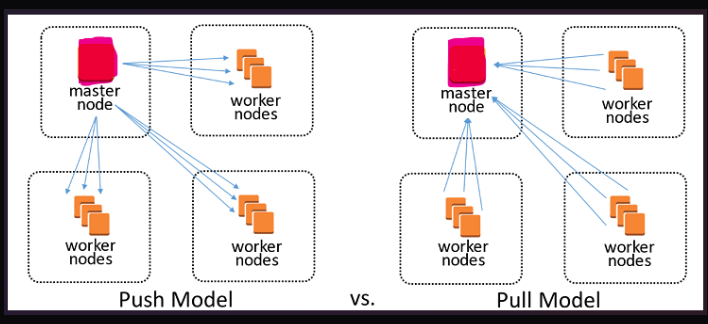 master
node
worker
nodes
worker
nodes
worker
nodes
Push Model
vs.
master
node
worker
nodes
worker
nodes
worker
nodes
Pull Model